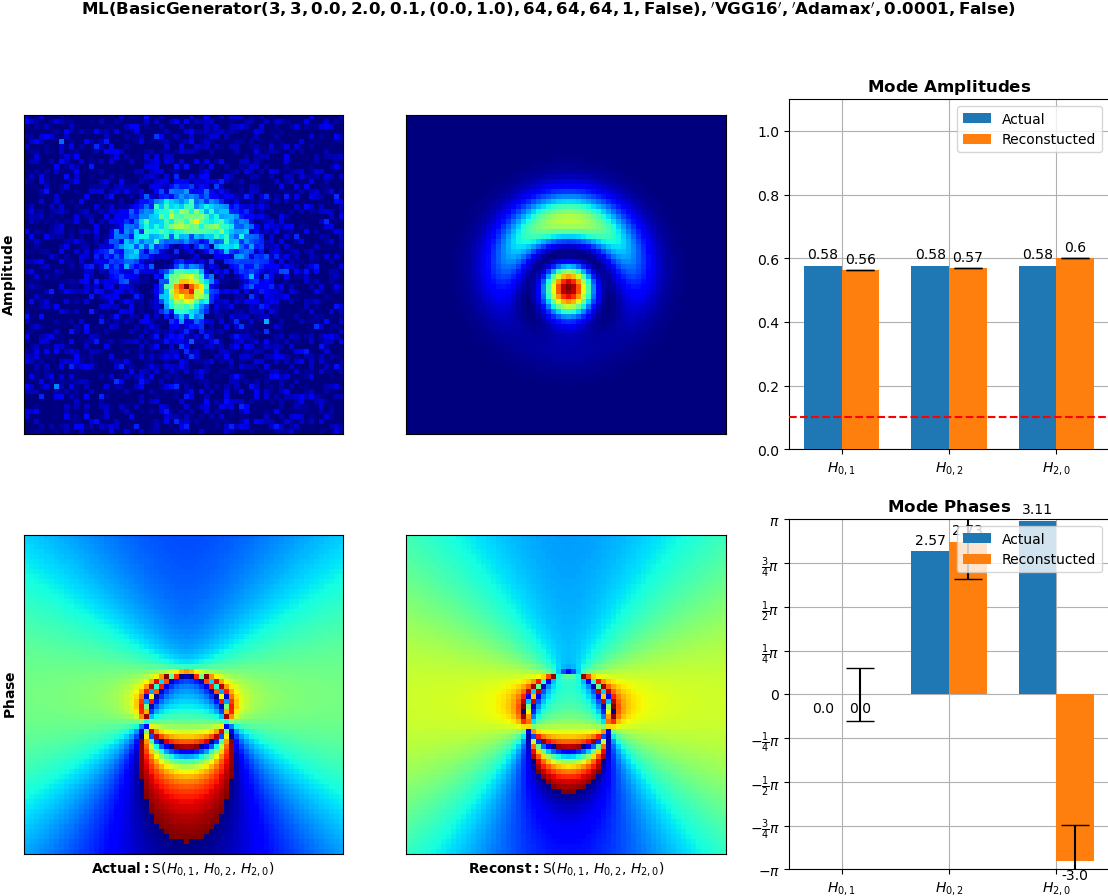 ML(BasicGenerator(3, 3, 0.0, 2.0, 0.1, (0.0, 1.0), 64, 64, 64, 1, False), ′VGG16′, ′Adamax′, 0.0001, False)
Amplitude
Mode Amplitudes
Actual
Reconstucted
1.0
0.8
0.6
0.4
0.2
0.0
0.58
0.56
0.58
0.57
0.58
0.6
H0,1
H0,2
H2,0
Phase
Actual: S(H0,1, H0,2, H2,0)
Reconst: S(H0,1, H0,2, H2,0)
Mode Phases
Actual
Reconstucted
π
3/4π
1/2π
1/4π
0
−1/4π
−1/2π
−3/4π
−π
0.0
0.0
2.57
2.73
3.11
-3.0
H0,1
H0,2
H2,0